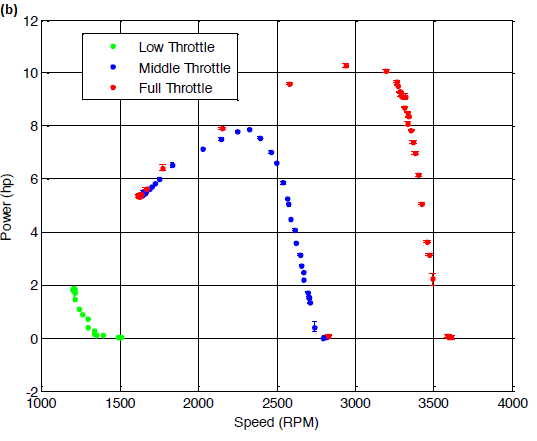 (b)
12
10
8
6
4
2
0
-2
Power (hp)
Low Throttle
Middle Throttle
Full Throttle
1000 1500 2000 2500 3000 3500 4000
Speed (RPM)